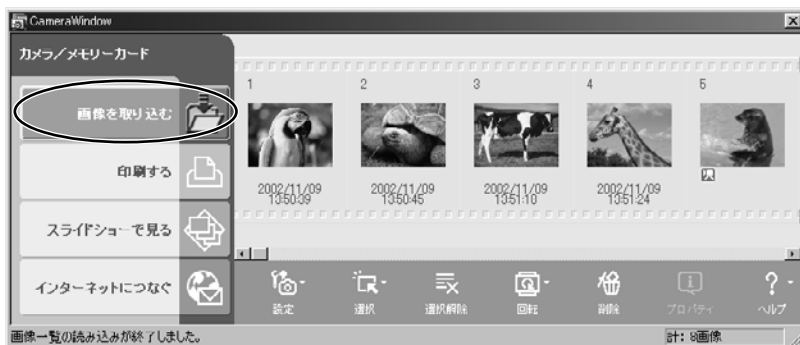 CameraWindow
カメラ／メモリーカード
画像を取り込む
印刷する
スライドショーで見る
インターネットにつなぐ
1 2 3 4 5
2002/11/09 2002/11/09 2002/11/09 2002/11/09
13:50:39 13:50:45 13:51:10 13:51:24
設定 選択 選択解除 回転 削除 プロパティ ヘルプ
画像一覧の読み込みが終了しました。
計: 8画像